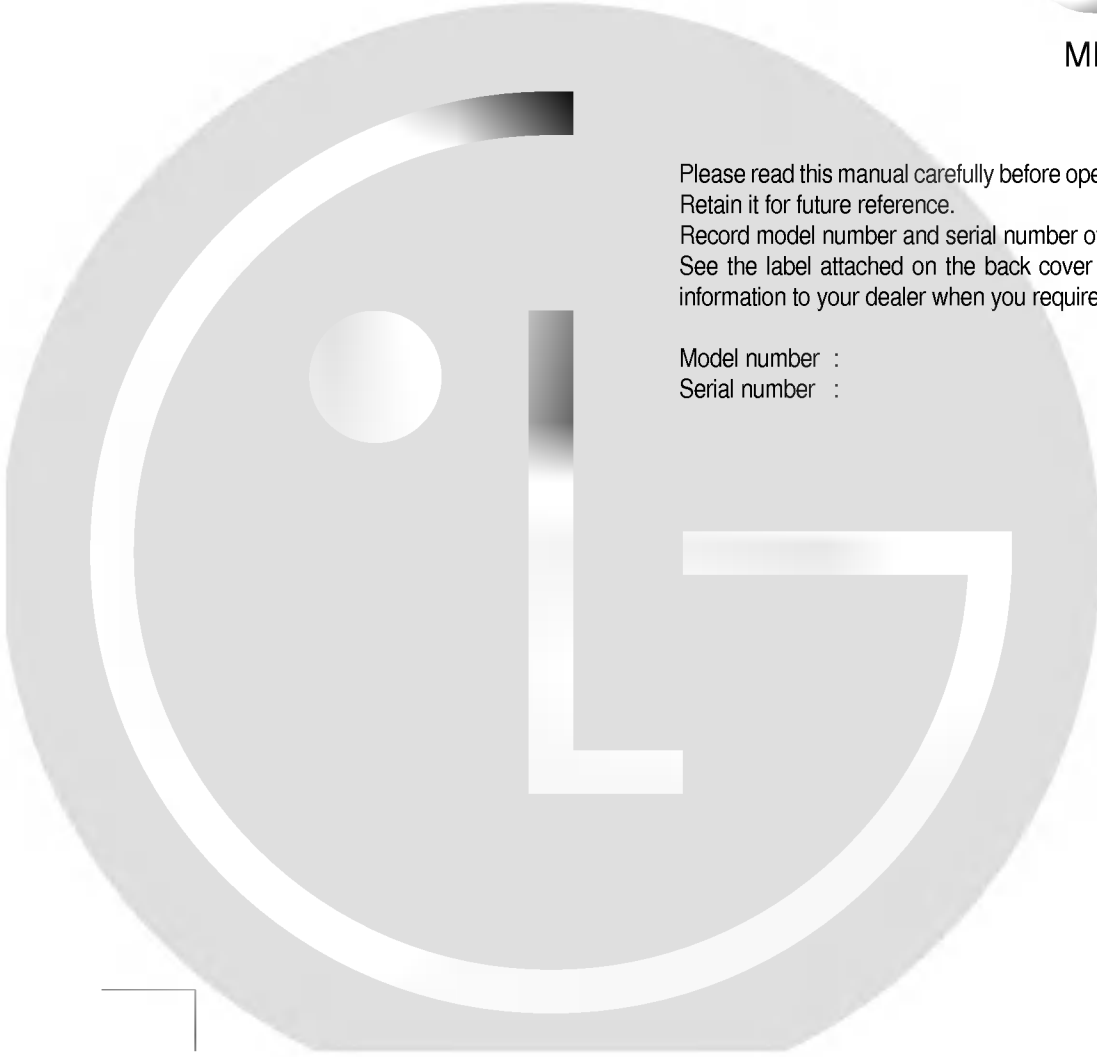 Please read this manual carefully before ope
Retain it for future reference.
Record model number and serial number o
See the label attached on the back cover
information to your dealer when you require
Model number :
Serial number :